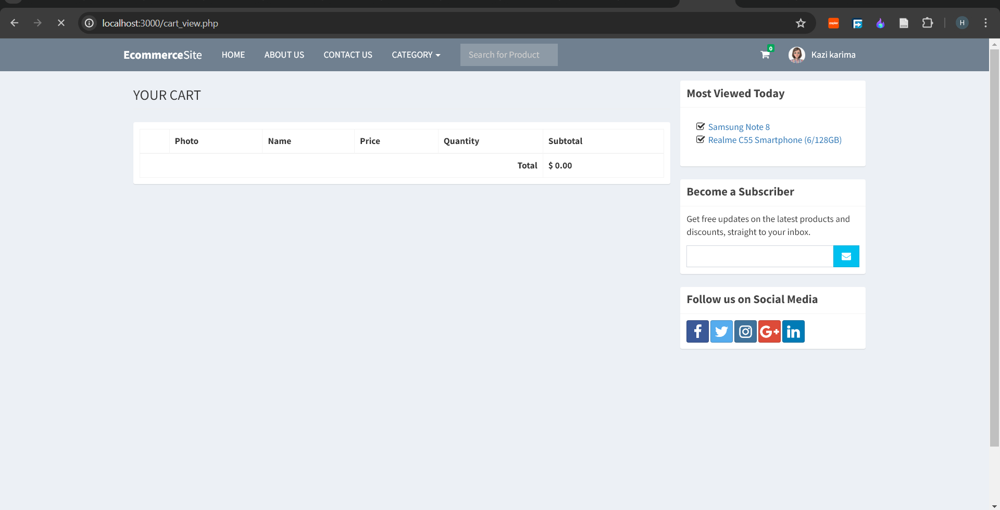 localhost:3000/cart_view.php
zapier
H
EcommerceSite HOME ABOUT US CONTACT US CATEGORY Search for Product 0 Kazi karima
YOUR CART
Photo Name Price Quantity Subtotal
Total $ 0.00
Most Viewed Today
Samsung Note 8
Realme C55 Smartphone (6/128GB)
Become a Subscriber
Get free updates on the latest products and
discounts, straight to your inbox.
Follow us on Social Media